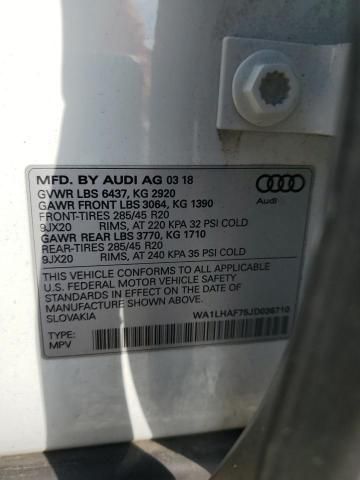 MFD. BY AUDI AG 03 18
GVWR LBS 6437, KG 2920
GAWR FRONT LBS 3064, KG 1390
FRONT-TIRES 285/45 R20
9JX20 RIMS, AT 220 KPA 32 PSI COLD
GAWR REAR LBS 3770, KG 1710
REAR-TIRES 285/45 R20
9JX20 RIMS, AT 240 KPA 35 PSI COLD
Audi
THIS VEHICLE CONFORMS TO ALL APPLICABLE
U.S. FEDERAL MOTOR VEHICLE SAFETY
STANDARDS IN EFFECT ON THE DATE OF
MANUFACTURE SHOWN ABOVE.
SLOVAKIA WA1LHAF75JD036710
TYPE:
MPV